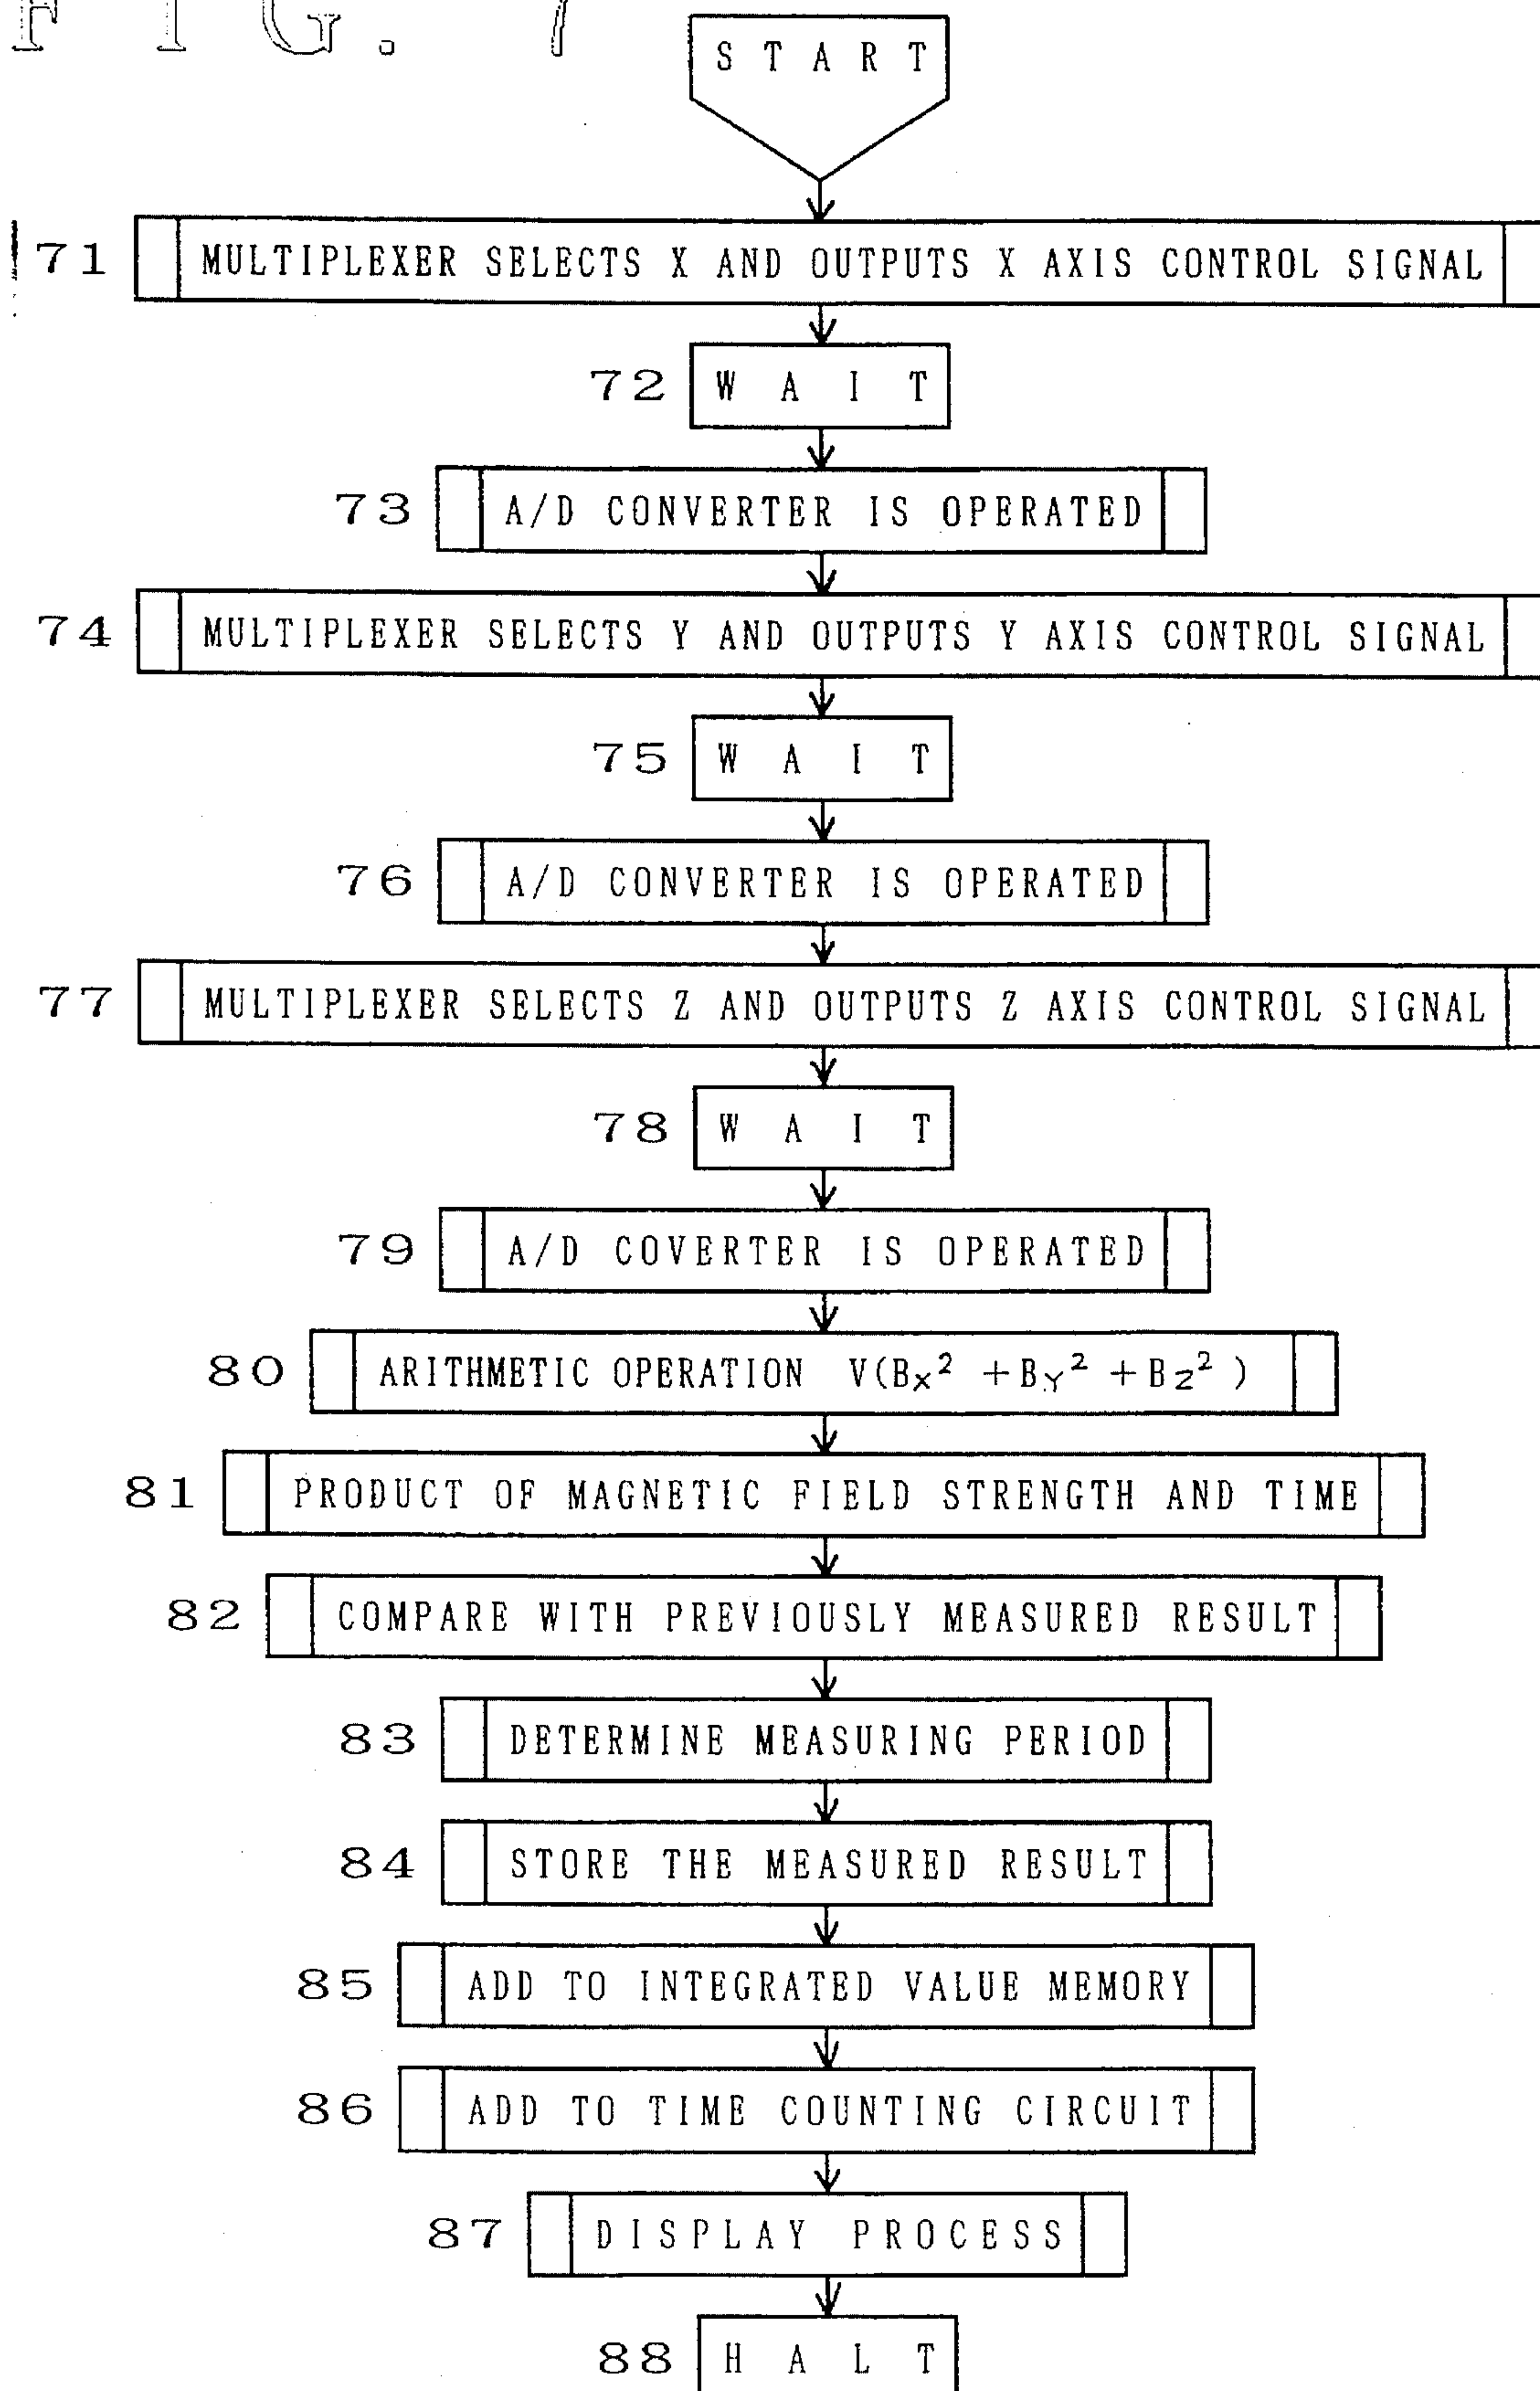 FIG. 7
START
71 MULTIPLEXER SELECTS X AND OUTPUTS X AXIS CONTROL SIGNAL
72 WAIT
73 A/D CONVERTER IS OPERATED
74 MULTIPLEXER SELECTS Y AND OUTPUTS Y AXIS CONTROL SIGNAL
75 WAIT
76 A/D CONVERTER IS OPERATED
77 MULTIPLEXER SELECTS Z AND OUTPUTS Z AXIS CONTROL SIGNAL
78 WAIT
79 A/D COVERTER IS OPERATED
80 ARITHMETIC OPERATION V(Bx² +BY² +BZ² )
81 PRODUCT OF MAGNETIC FIELD STRENGTH AND TIME
82 COMPARE WITH PREVIOUSLY MEASURED RESULT
83 DETERMINE MEASURING PERIOD
84 STORE THE MEASURED RESULT
85 ADD TO INTEGRATED VALUE MEMORY
86 ADD TO TIME COUNTING CIRCUIT
87 DISPLAY PROCESS
88 HALT